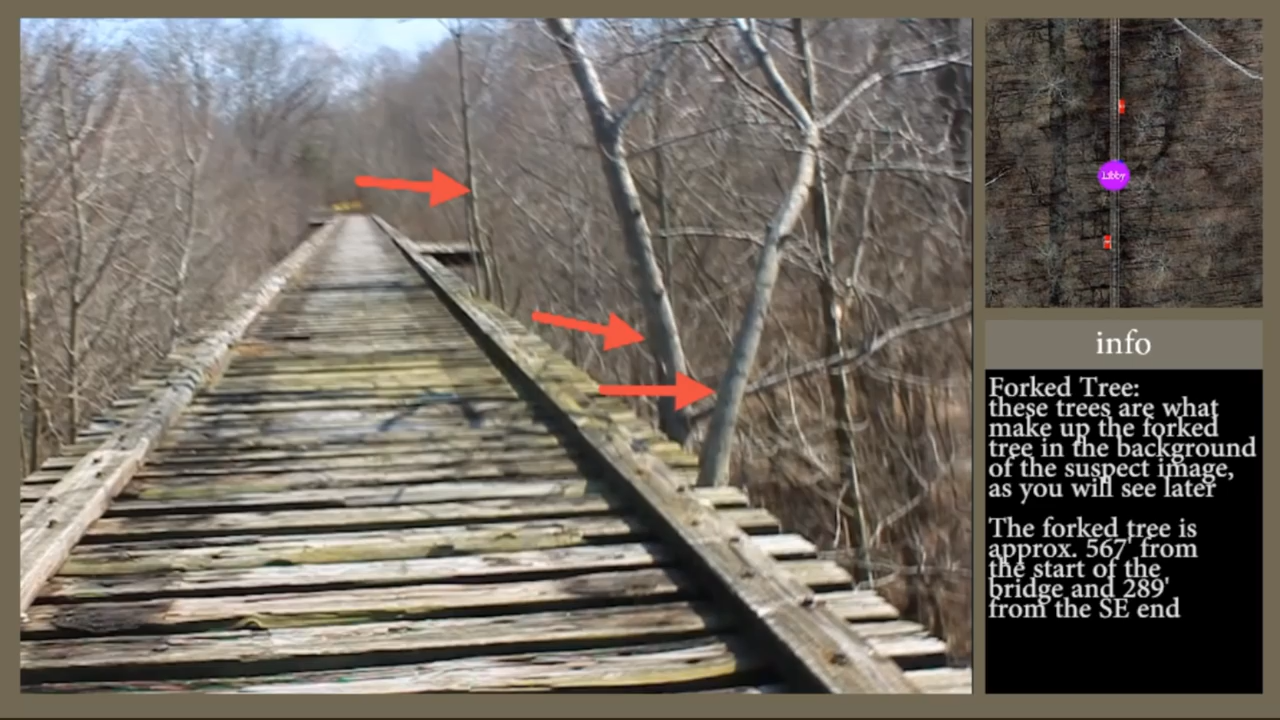 Libby
info
Forked Tree:
these trees are what
make up the forked
tree in the background
of the suspect image,
as you will see later
The forked tree is
approx. 567' from
the start of the
bridge and 289'
from the SE end